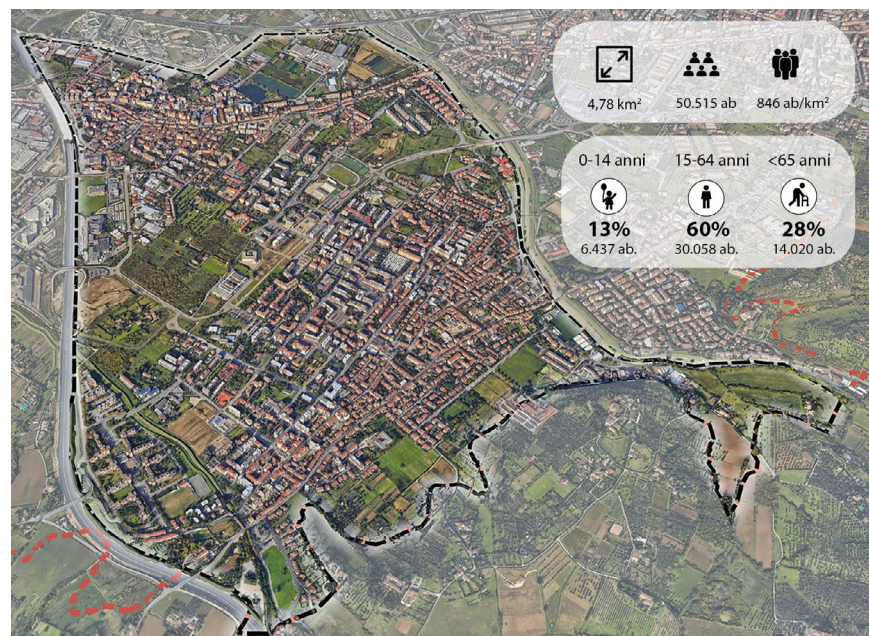 4,78 km²
50.515 ab
846 ab/km²
0-14 anni
15-64 anni
<65 anni
13%
60%
28%
6.437 ab.
30.058 ab.
14.020 ab.